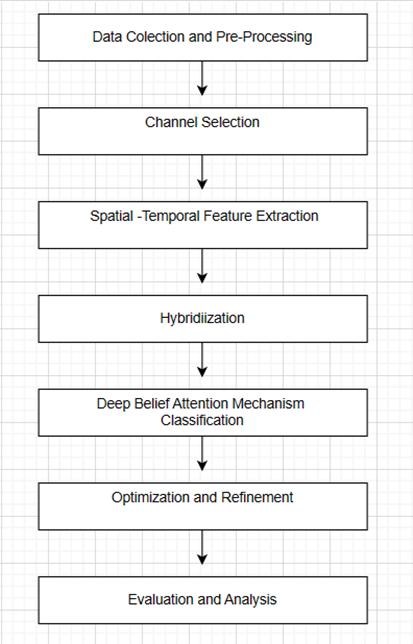 Data Colection and Pre-Processing
Channel Selection
Spatial -Temporal Feature Extraction
Hybridiization
Deep Belief Attention Mechanism
Classification
Optimization and Refinement
Evaluation and Analysis